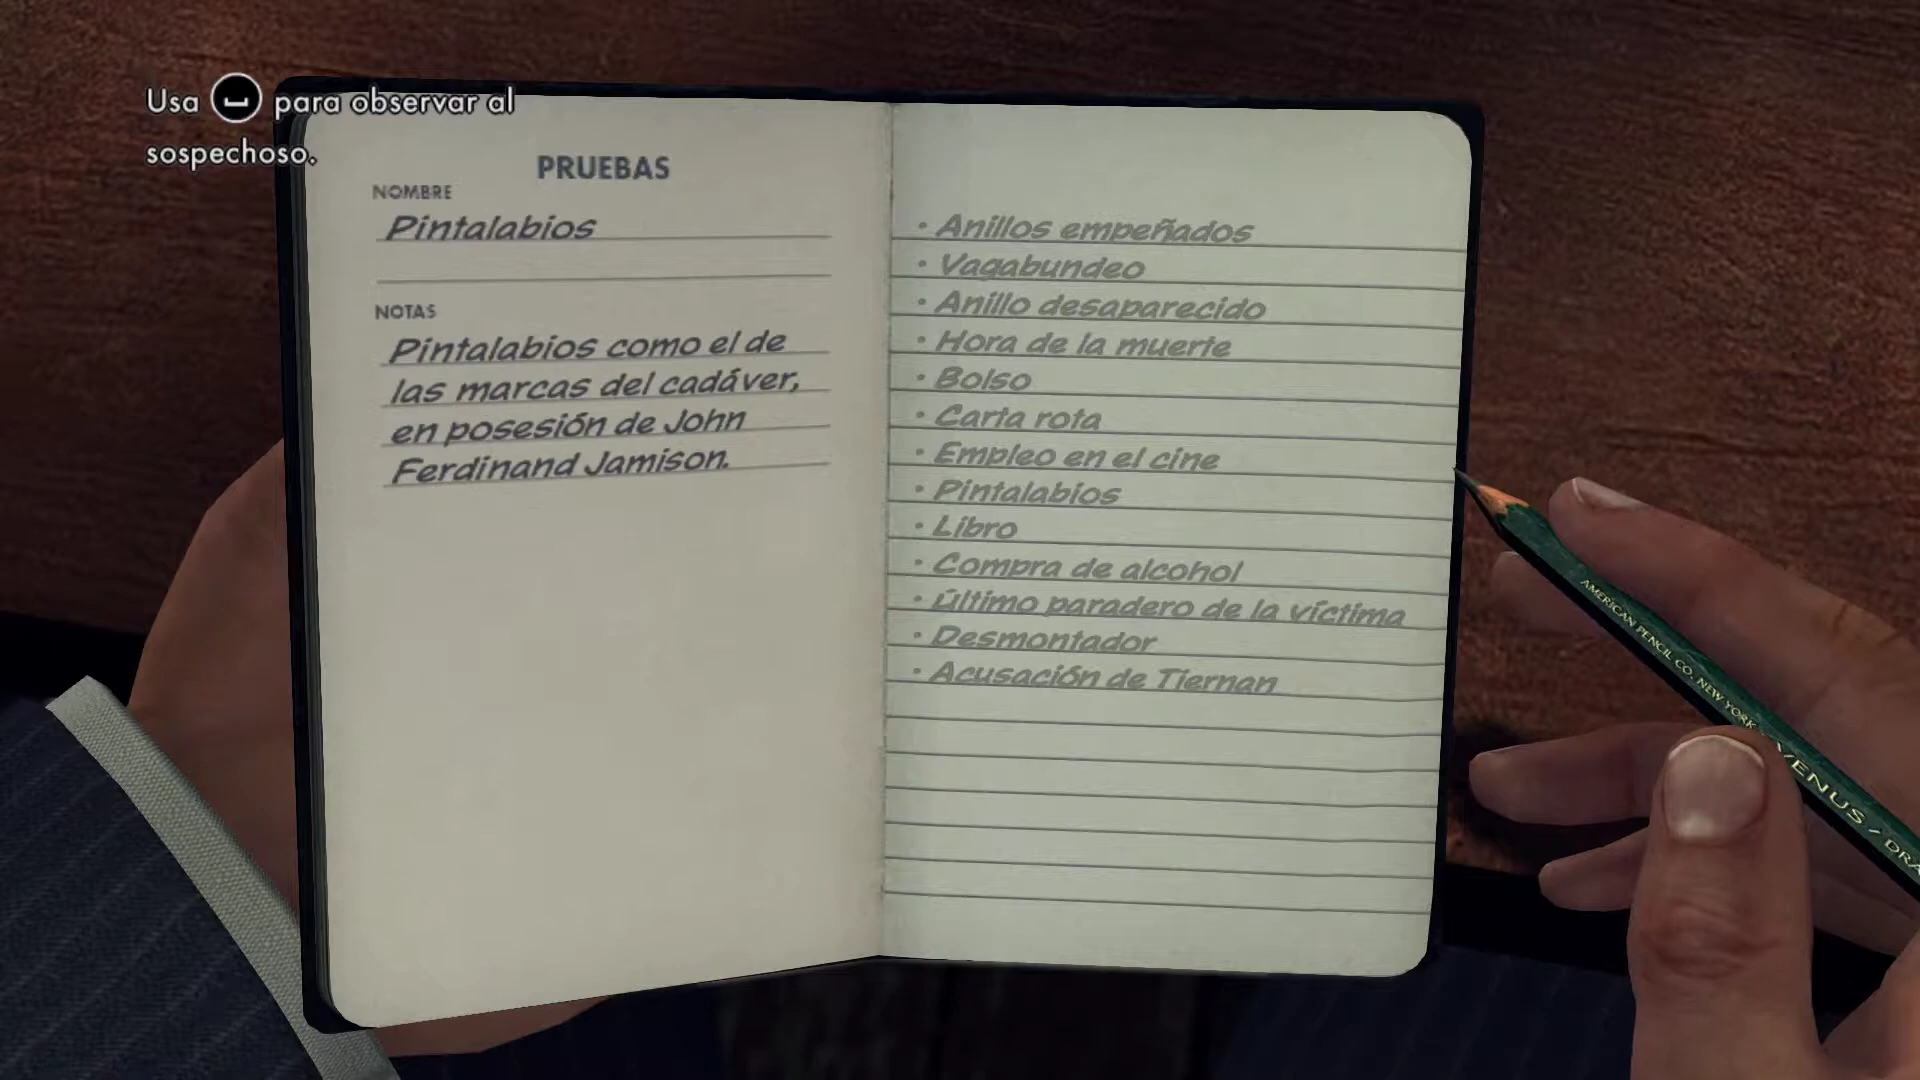 Usa para observar al
sospechoso.
PRUEBAS
NOMBRE
Pintalabios
NOTAS
Pintalabios como el de
las marcas del cadáver,
en posesión de John
Ferdinand Jamison.
• Anillos empeñados
• Vagabundeo
• Anillo desaparecido
• Hora de la muerte
• Bolso
• Carta rota
• Empleo en el cine
• Pintalabios
• Libro
• Compra de alcohol
• Último paradero de la víctima
• Desmontador
• Acusación de Tiernan
AMERICAN PENCIL CO. NEW YORK VENUS / DRA